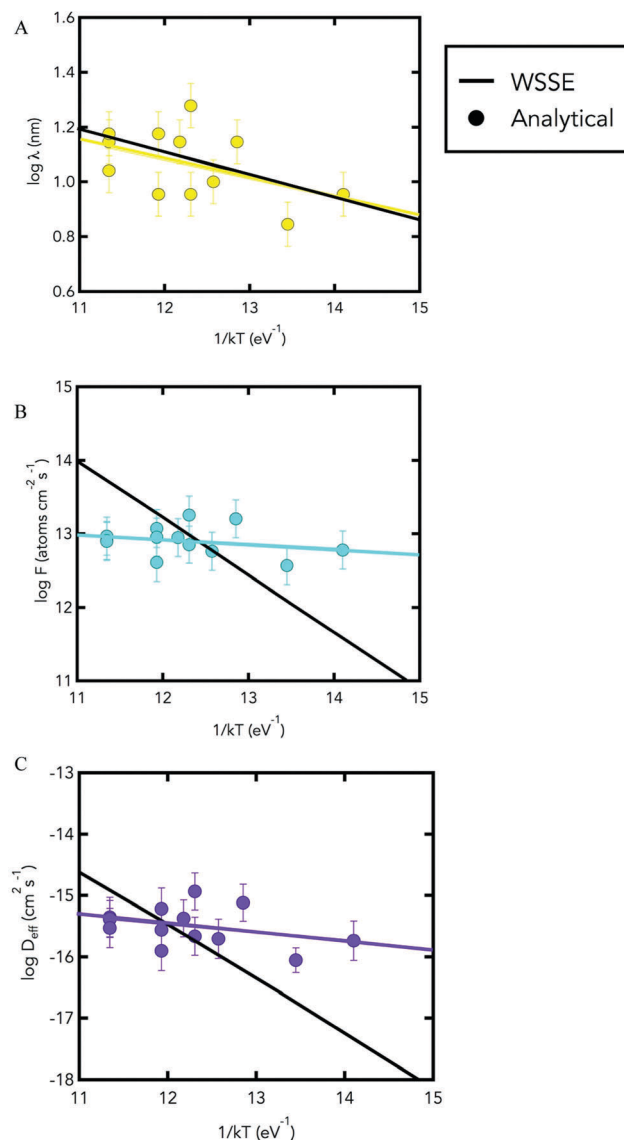 A
1.6
1.4
1.2
1.0
0.8
0.6
log λ (nm)
11 12 13 14 15
1/kT (eV⁻¹)
WSSE
Analytical
B
15
14
13
12
11
log F (atoms cm⁻² s⁻¹)
11 12 13 14 15
1/kT (eV⁻¹)
C
-13
-14
-15
-16
-17
-18
log D_eff (cm² s⁻¹)
11 12 13 14 15
1/kT (eV⁻¹)